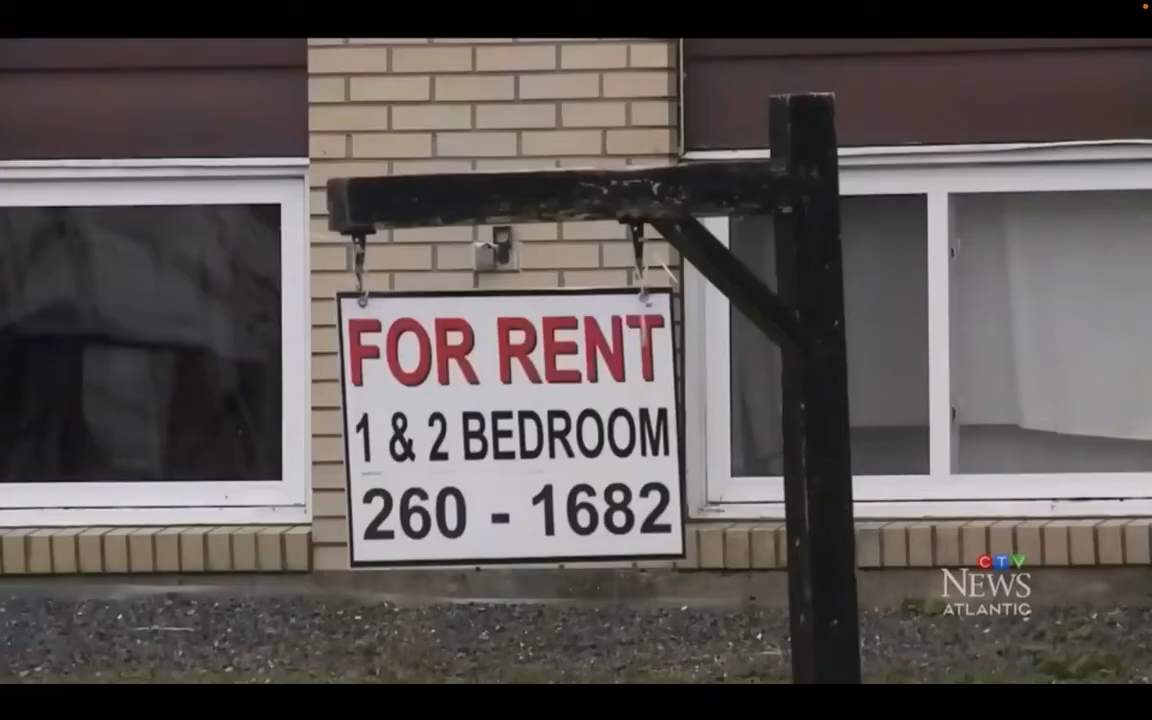 FOR RENT
1 & 2 BEDROOM
260 - 1682
CTV
NEWS
ATLANTIC